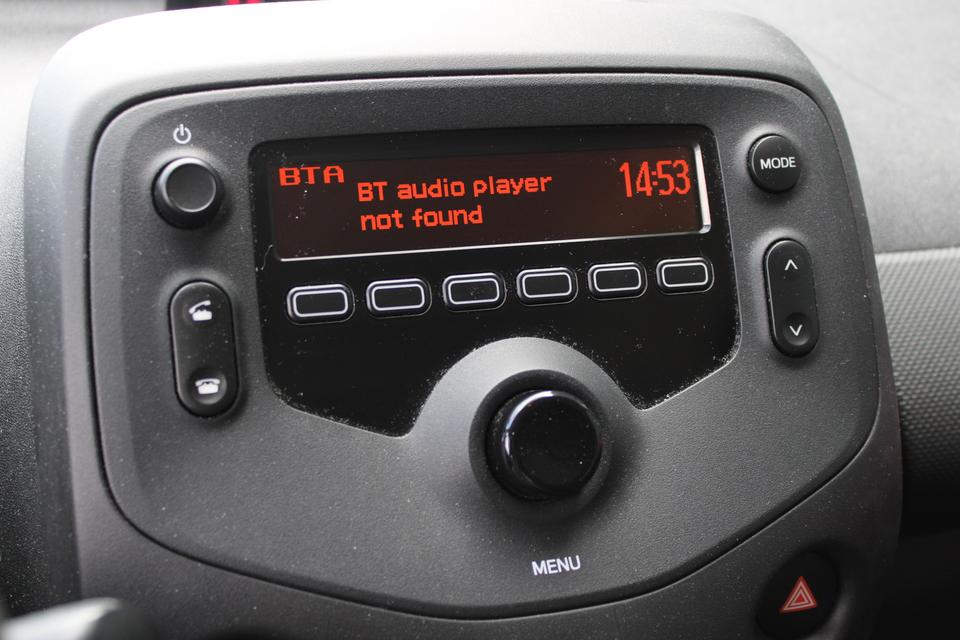 BTA
BT audio player
not found
14:53
MODE
MENU